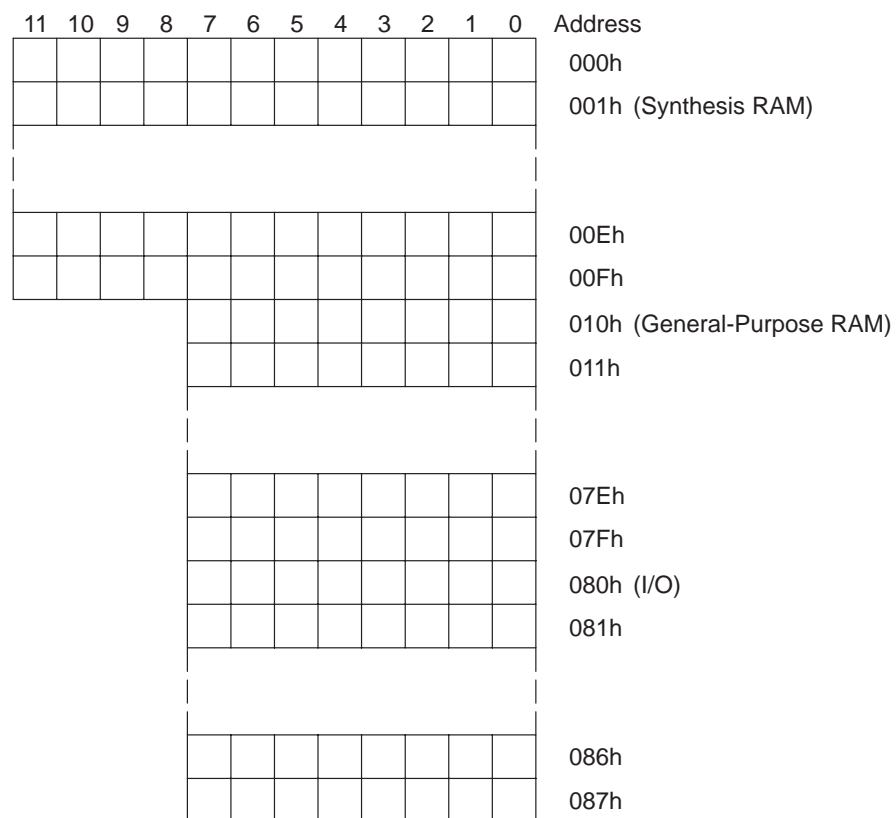 11 10 9 8 7 6 5 4 3 2 1 0 Address
000h
001h (Synthesis RAM)
00Eh
00Fh
010h (General-Purpose RAM)
011h
07Eh
07Fh
080h (I/O)
081h
086h
087h